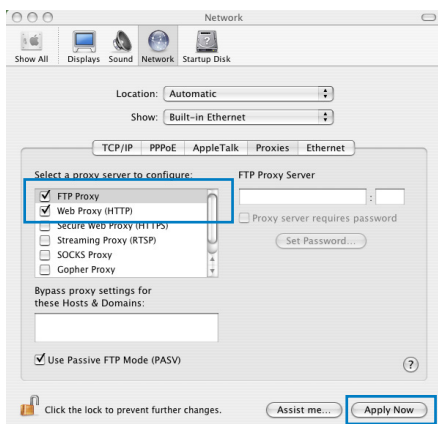 Network
Show All Displays Sound Network Startup Disk
Location: Automatic
Show: Built-in Ethernet
TCP/IP PPPoE AppleTalk Proxies Ethernet
Select a proxy server to configure: FTP Proxy Server
FTP Proxy :
Web Proxy (HTTP) Proxy server requires password
Secure Web Proxy (HTTPS)
Streaming Proxy (RTSP) Set Password...
SOCKS Proxy
Gopher Proxy
Bypass proxy settings for
these Hosts & Domains:
Use Passive FTP Mode (PASV) ?
Click the lock to prevent further changes. Assist me... Apply Now